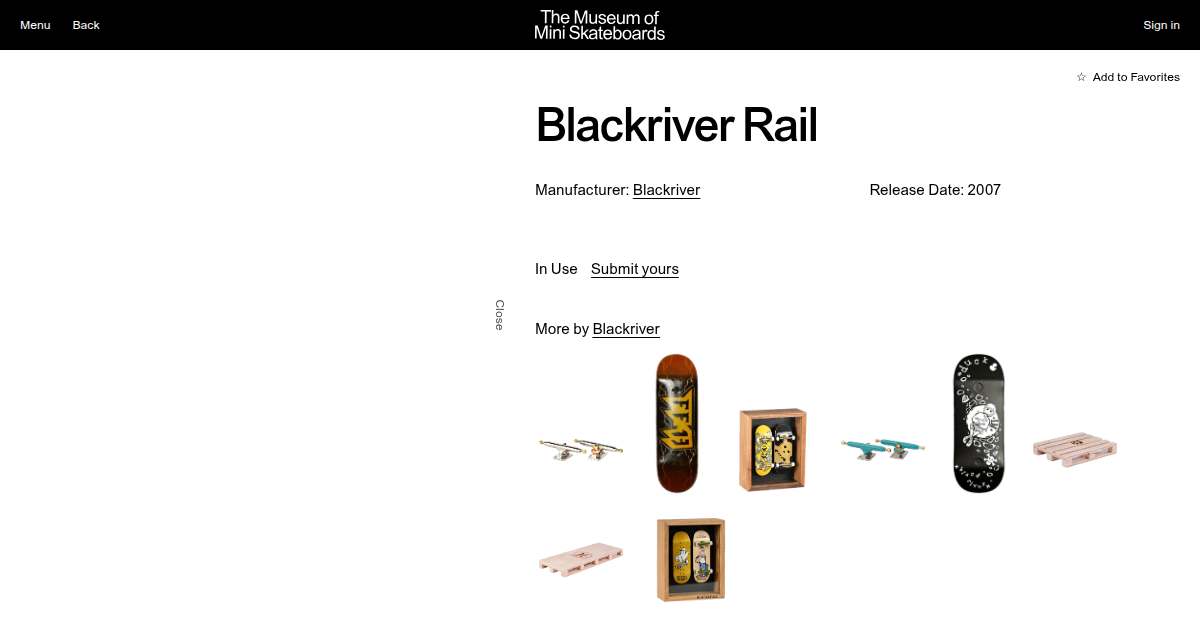 Menu
Back
The Museum of
Mini Skateboards
Sign in
☆ Add to Favorites
Blackriver Rail
Manufacturer: Blackriver
Release Date: 2007
In Use
Submit yours
Close
More by Blackriver